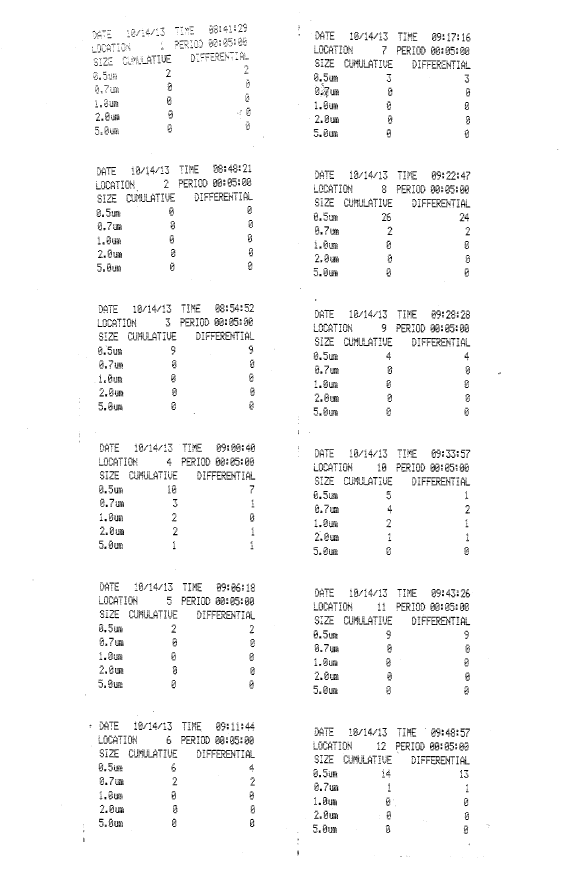 DATE 10/14/13 TIME 08:41:29
LOCATION 1 PERIOD 00:05:00
SIZE CUMULATIVE DIFFERENTIAL
0.5um 2 2
0.7um 0 0
1.0um 0 0
2.0um 0 0
5.0um 0 0
DATE 10/14/13 TIME 08:48:21
LOCATION 2 PERIOD 00:05:00
SIZE CUMULATIVE DIFFERENTIAL
0.5um 0 0
0.7um 0 0
1.0um 0 0
2.0um 0 0
5.0um 0 0
DATE 10/14/13 TIME 08:54:52
LOCATION 3 PERIOD 00:05:00
SIZE CUMULATIVE DIFFERENTIAL
0.5um 9 9
0.7um 0 0
1.0um 0 0
2.0um 0 0
5.0um 0 0
DATE 10/14/13 TIME 09:00:40
LOCATION 4 PERIOD 00:05:00
SIZE CUMULATIVE DIFFERENTIAL
0.5um 10 7
0.7um 3 1
1.0um 2 0
2.0um 2 1
5.0um 1 1
DATE 10/14/13 TIME 09:06:18
LOCATION 5 PERIOD 00:05:00
SIZE CUMULATIVE DIFFERENTIAL
0.5um 2 2
0.7um 0 0
1.0um 0 0
2.0um 0 0
5.0um 0 0
DATE 10/14/13 TIME 09:11:44
LOCATION 6 PERIOD 00:05:00
SIZE CUMULATIVE DIFFERENTIAL
0.5um 6 4
0.7um 2 2
1.0um 0 0
2.0um 0 0
5.0um 0 0
DATE 10/14/13 TIME 09:17:16
LOCATION 7 PERIOD 00:05:00
SIZE CUMULATIVE DIFFERENTIAL
0.5um 3 3
0.7um 0 0
1.0um 0 0
2.0um 0 0
5.0um 0 0
DATE 10/14/13 TIME 09:22:47
LOCATION 8 PERIOD 00:05:00
SIZE CUMULATIVE DIFFERENTIAL
0.5um 26 24
0.7um 2 2
1.0um 0 0
2.0um 0 0
5.0um 0 0
DATE 10/14/13 TIME 09:28:28
LOCATION 9 PERIOD 00:05:00
SIZE CUMULATIVE DIFFERENTIAL
0.5um 4 4
0.7um 0 0
1.0um 0 0
2.0um 0 0
5.0um 0 0
DATE 10/14/13 TIME 09:33:57
LOCATION 10 PERIOD 00:05:00
SIZE CUMULATIVE DIFFERENTIAL
0.5um 5 1
0.7um 4 2
1.0um 2 1
2.0um 1 1
5.0um 0 0
DATE 10/14/13 TIME 09:43:26
LOCATION 11 PERIOD 00:05:00
SIZE CUMULATIVE DIFFERENTIAL
0.5um 9 9
0.7um 0 0
1.0um 0 0
2.0um 0 0
5.0um 0 0
DATE 10/14/13 TIME 09:48:57
LOCATION 12 PERIOD 00:05:00
SIZE CUMULATIVE DIFFERENTIAL
0.5um 14 13
0.7um 1 1
1.0um 0 0
2.0um 0 0
5.0um 0 0